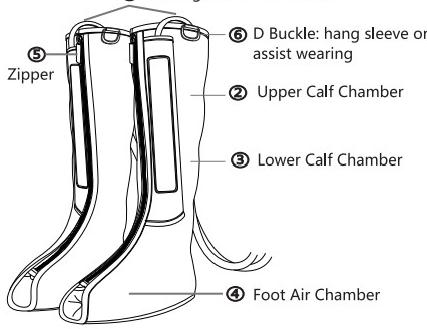 ⑤
Zipper
⑥ D Buckle: hang sleeve or
assist wearing
② Upper Calf Chamber
③ Lower Calf Chamber
④ Foot Air Chamber